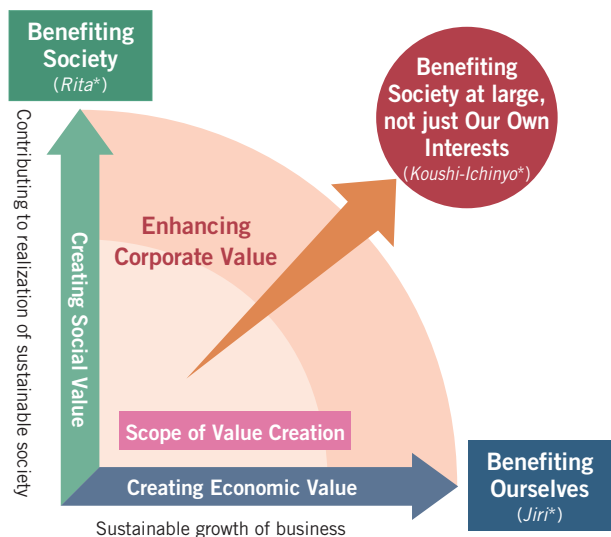 Benefiting
Society
(Rita*)
Benefiting
Society at large,
not just Our Own
Interests
(Koushi-Ichinyo*)
Contributing to realization of sustainable society
Creating Social Value
Enhancing
Corporate Value
Scope of Value Creation
Creating Economic Value
Sustainable growth of business
Benefiting
Ourselves
(Jiri*)